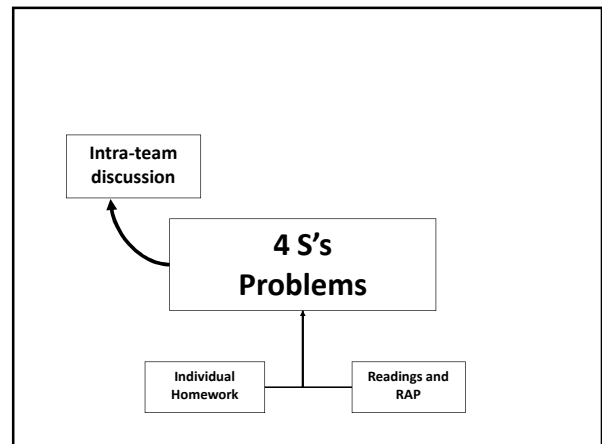 Intra-team
discussion
4 S’s
Problems
Individual
Homework
Readings and
RAP